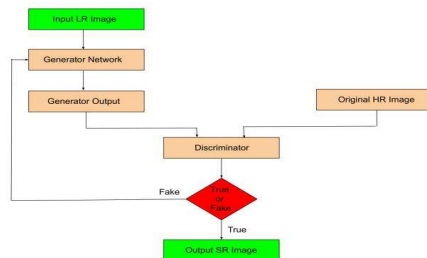 Input LR Image
Generator Network
Generator Output
Original HR Image
Discriminator
Fake
True
or
Fake
True
Output SR Image